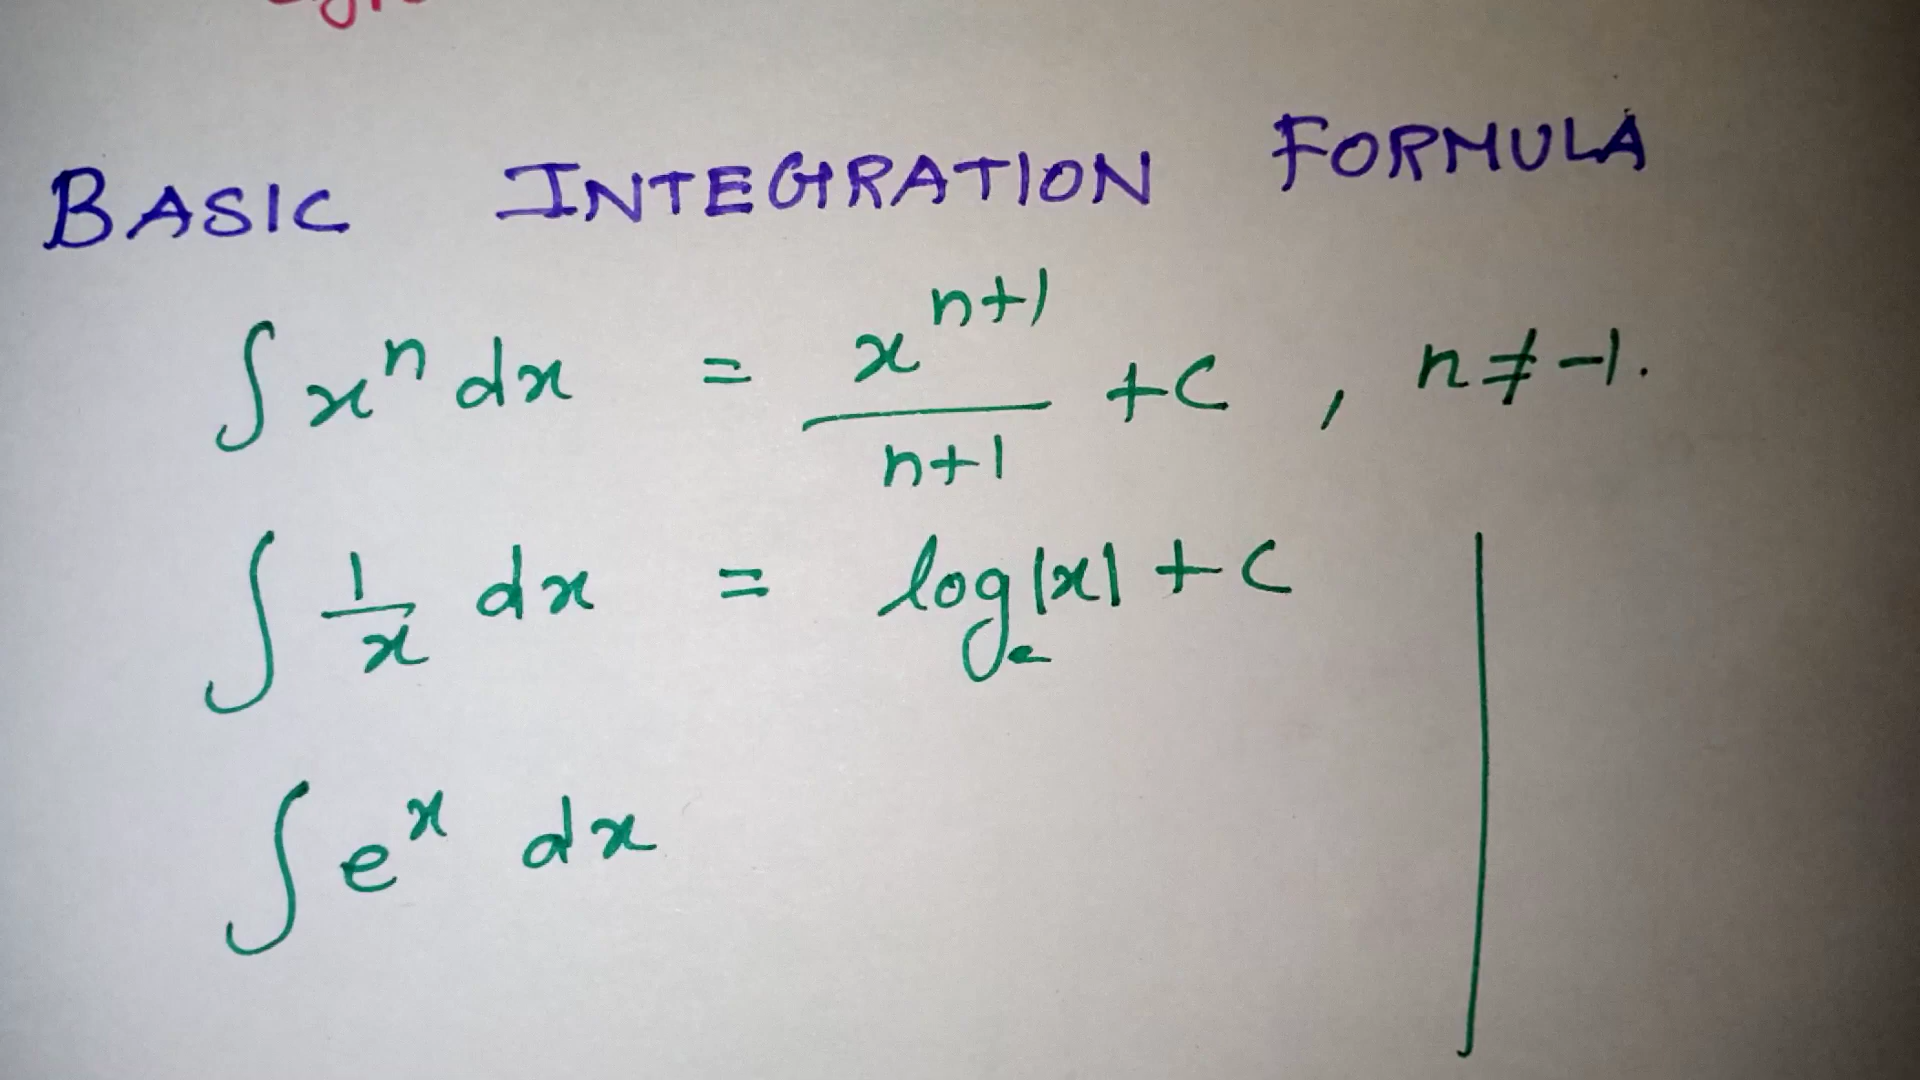 BASIC INTEGRATION FORMULA
∫ xⁿ dx = xⁿ⁺¹ / n+1 + C , n ≠ -1.
∫ 1/x dx = logₑ|x| + C
∫ eˣ dx